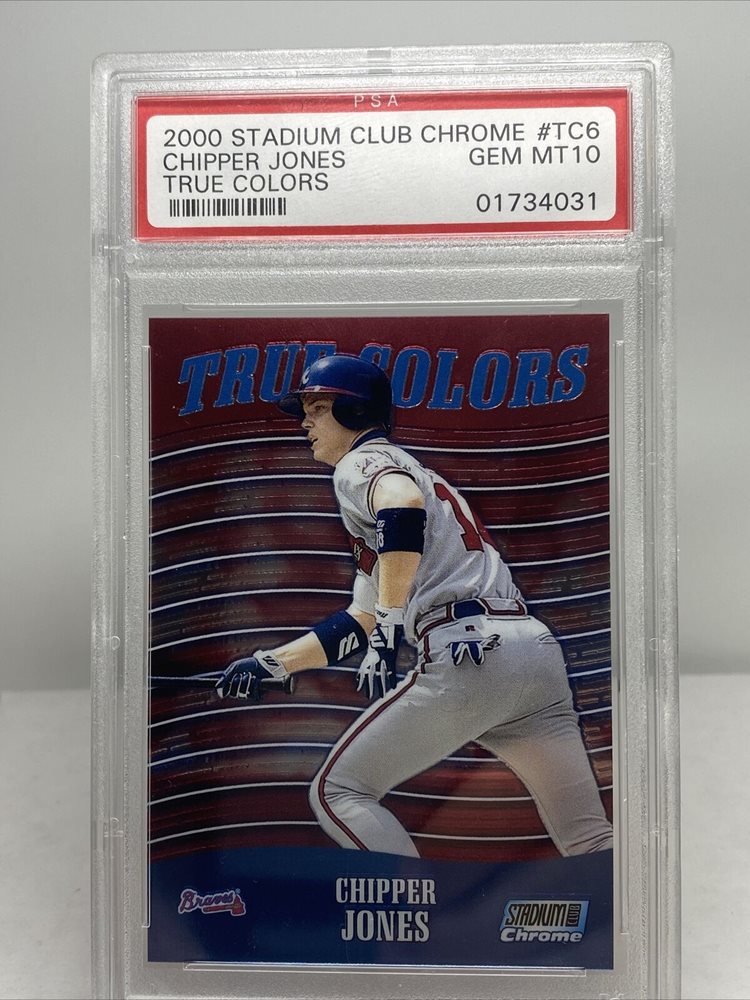 PSA
2000 STADIUM CLUB CHROME #TC6
CHIPPER JONES GEM MT10
TRUE COLORS
01734031
TRUE COLORS
Braves
CHIPPER
JONES
STADIUM CLUB
Chrome